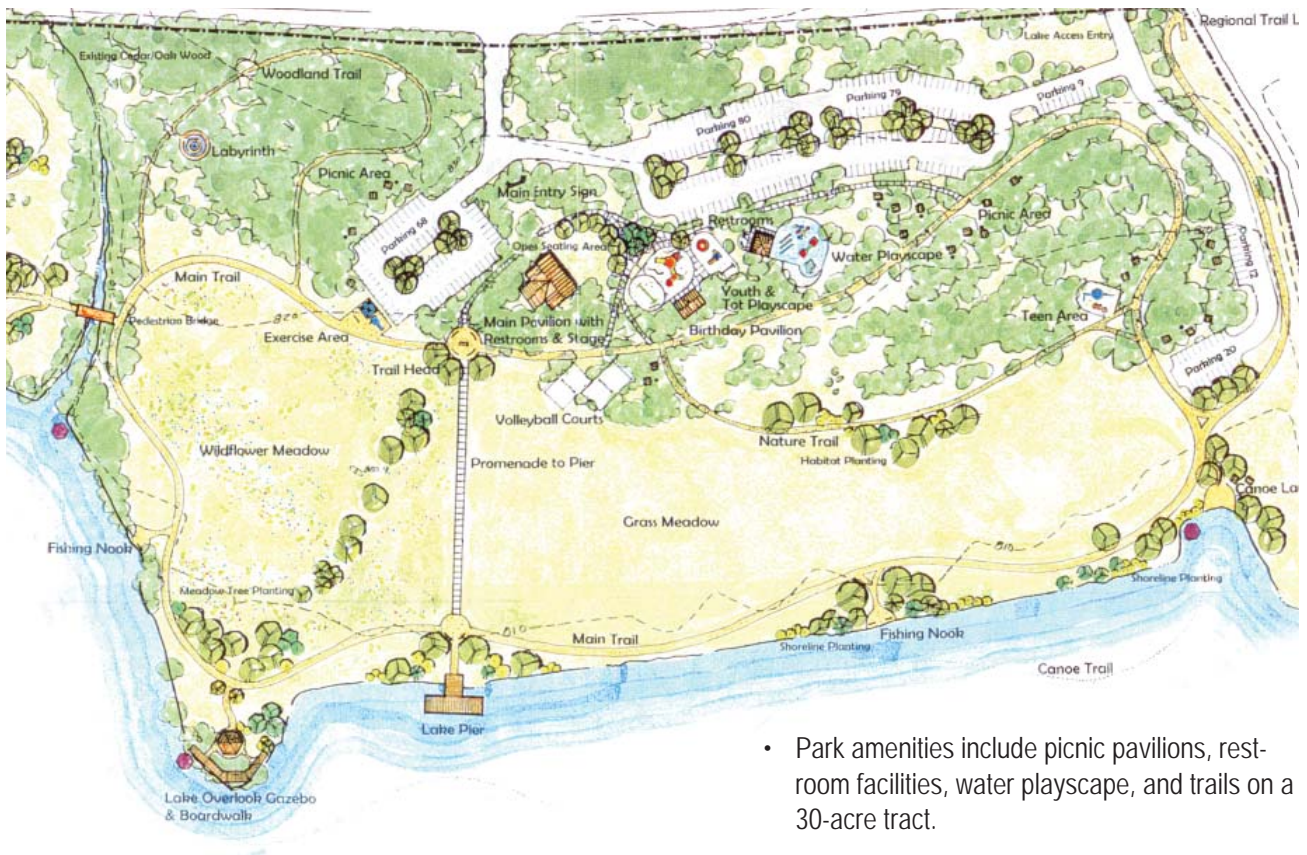 Regional Trail L
Lake Access Entry
Existing Cedar/Oak Wood
Woodland Trail
Parking 9
Parking 79
Parking 80
Labyrinth
Picnic Area
Main Entry Sign
Parking 68
Open Seating Area
Restrooms
Picnic Area
Water Playscape
Parking 12
Main Trail
Youth &
Tot Playscape
Teen Area
820
Pedestrian Bridge
Exercise Area
Main Pavilion with
Restrooms & Stage
Birthday Pavilion
Trail Head
Parking 20
Volleyball Courts
Nature Trail
Habitat Planting
Wildflower Meadow
Promenade to Pier
Canoe La
Grass Meadow
Fishing Nook
810
Shoreline Planting
Meadow Tree Planting
810
Main Trail
Fishing Nook
Shoreline Planting
Canoe Trail
Lake Pier
Lake Overlook Gazebo
& Boardwalk
• Park amenities include picnic pavilions, rest-
room facilities, water playscape, and trails on a
30-acre tract.